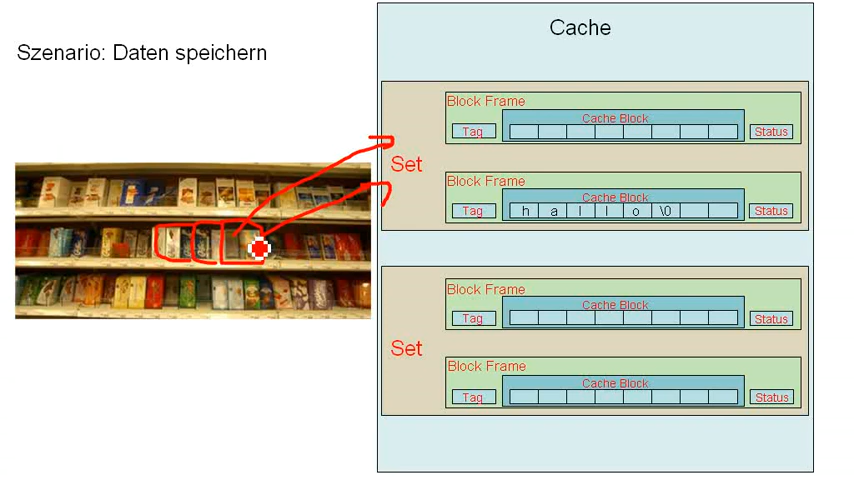 Cache
Szenario: Daten speichern
Set
Block Frame
Cache Block
Tag
Status
Block Frame
Cache Block
Tag
h a l l o \0
Status
Set
Block Frame
Cache Block
Tag
Status
Block Frame
Cache Block
Tag
Status